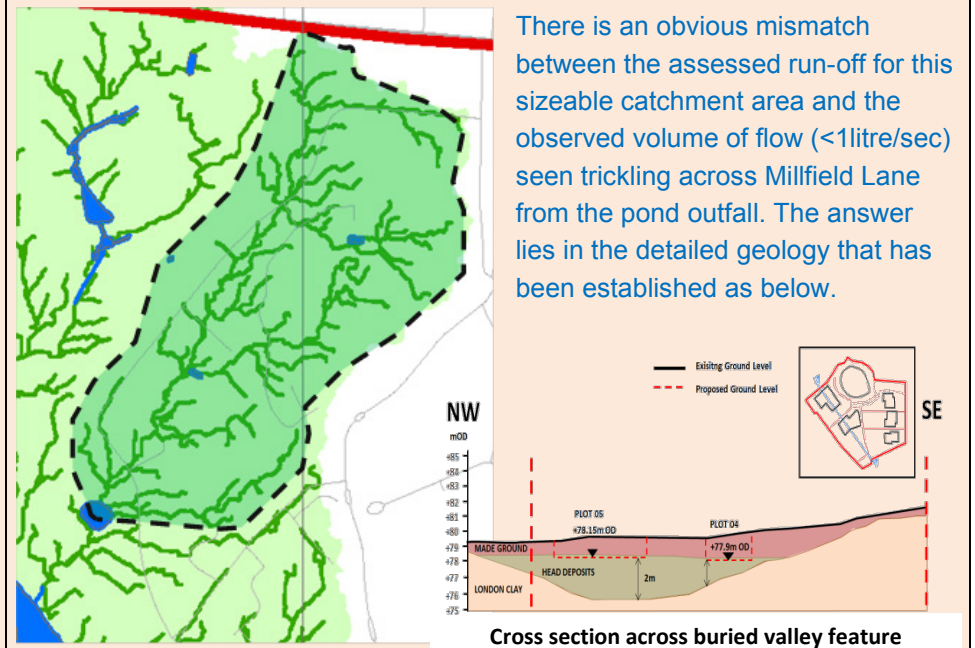 There is an obvious mismatch
between the assessed run-off for this
sizeable catchment area and the
observed volume of flow (<1litre/sec)
seen trickling across Millfield Lane
from the pond outfall. The answer
lies in the detailed geology that has
been established as below.
Exisitng Ground Level
Proposed Ground Level
NW
SE
mOD
+85
+84
+83
+82
+81
+80
+79
+78
+77
+76
+75
PLOT 05
+78.15m OD
PLOT 04
+77.9m OD
MADE GROUND
HEAD DEPOSITS
2m
LONDON CLAY
Cross section across buried valley feature